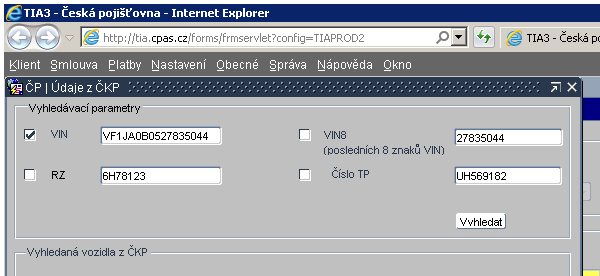 TIA3 - Česká pojišťovna - Internet Explorer
http://tia.cpas.cz/forms/frmservlet?config=TIAPROD2
TIA3 - Česká po
Klient Smlouva Platby Nastavení Obecné Správa Nápověda Okno
ČP | Údaje z ČKP
Vyhledávací parametry
VIN VF1JA0B0527835044 VIN8 27835044
(posledních 8 znaků VIN)
RZ 6H78123 Číslo TP UH569182
Vyhledat
Vyhledaná vozidla z ČKP